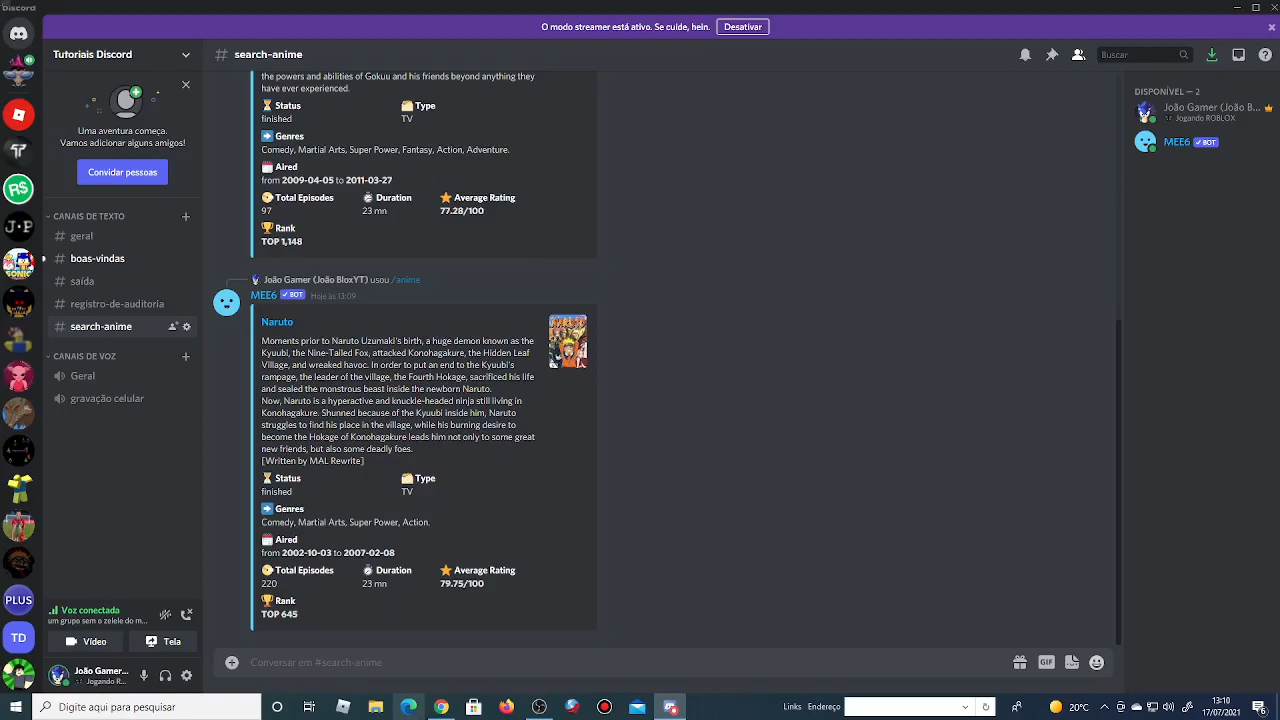 Discord
O modo streamer está ativo. Se cuide, hein. Desativar
Tutoriais Discord
search-anime
Buscar
Uma aventura começa.
Vamos adicionar alguns amigos!
Convidar pessoas
CANAIS DE TEXTO
geral
boas-vindas
saída
registro-de-auditoria
search-anime
CANAIS DE VOZ
Geral
gravação celular
the powers and abilities of Gokuu and his friends beyond anything they
have ever experienced.
Status Type
finished TV
Genres
Comedy, Martial Arts, Super Power, Fantasy, Action, Adventure.
Aired
from 2009-04-05 to 2011-03-27
Total Episodes Duration Average Rating
97 23 mn 77.28/100
Rank
TOP 1,148
João Gamer (João BloxYT) usou /anime
MEE6 BOT Hoje às 13:09
Naruto
Moments prior to Naruto Uzumaki's birth, a huge demon known as the
Kyuubi, the Nine-Tailed Fox, attacked Konohagakure, the Hidden Leaf
Village, and wreaked havoc. In order to put an end to the Kyuubi's
rampage, the leader of the village, the Fourth Hokage, sacrificed his life
and sealed the monstrous beast inside the newborn Naruto.
Now, Naruto is a hyperactive and knuckle-headed ninja still living in
Konohagakure. Shunned because of the Kyuubi inside him, Naruto
struggles to find his place in the village, while his burning desire to
become the Hokage of Konohagakure leads him not only to some great
new friends, but also some deadly foes.
[Written by MAL Rewrite]
Status Type
finished TV
Genres
Comedy, Martial Arts, Super Power, Action.
Aired
from 2002-10-03 to 2007-02-08
Total Episodes Duration Average Rating
220 23 mn 79.75/100
Rank
TOP 645
DISPONÍVEL — 2
João Gamer (João B...
Jogando ROBLOX
MEE6 BOT
R$
J·P
SONIC
PLUS
TD
Voz conectada
um grupo sem o zelele do m...
Vídeo Tela
João Gamer...
Jogando R...
Conversar em #search-anime
GIF
Digite aqui para pesquisar
Links Endereço
20°C
13:10
17/07/2021
8